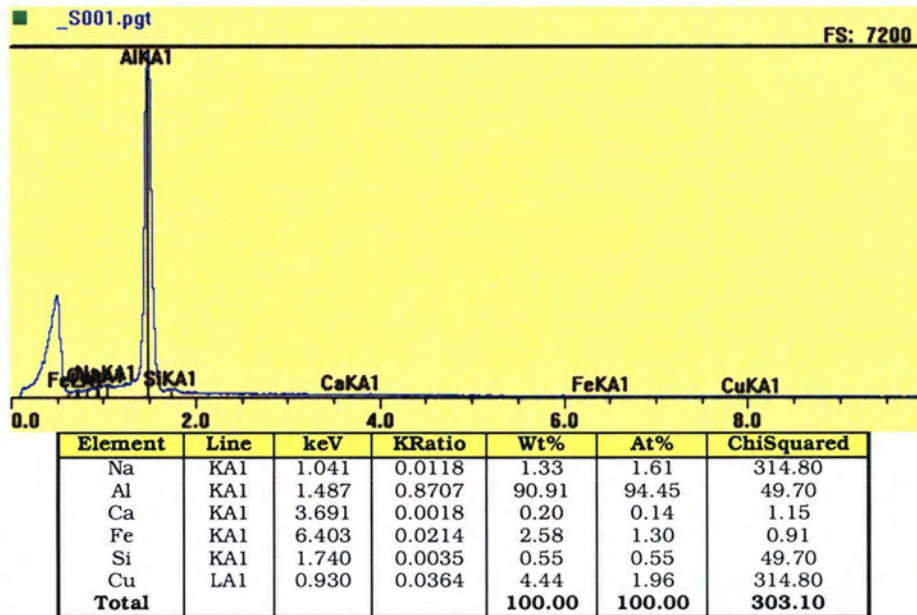 _S001.pgt
FS: 7200
AlKA1
NaKA1
SiKA1
CaKA1
FeKA1
CuKA1
0.0 2.0 4.0 6.0 8.0
Element Line keV KRatio Wt% At% ChiSquared
Na KA1 1.041 0.0118 1.33 1.61 314.80
Al KA1 1.487 0.8707 90.91 94.45 49.70
Ca KA1 3.691 0.0018 0.20 0.14 1.15
Fe KA1 6.403 0.0214 2.58 1.30 0.91
Si KA1 1.740 0.0035 0.55 0.55 49.70
Cu LA1 0.930 0.0364 4.44 1.96 314.80
Total 100.00 100.00 303.10